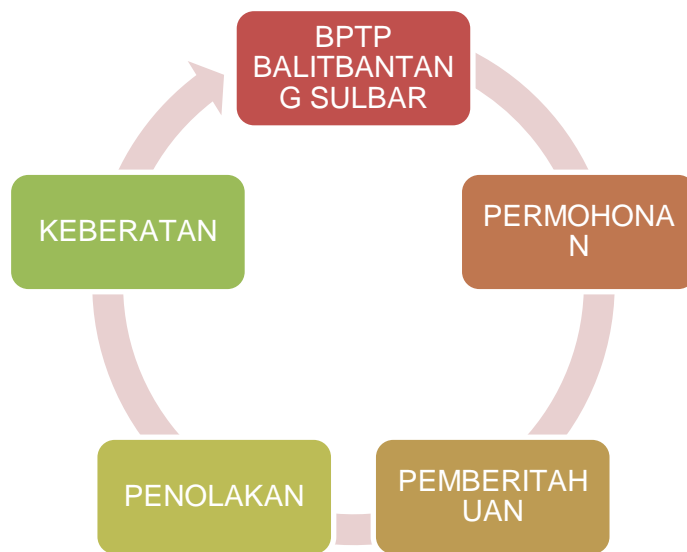 BPTP
BALITBANTAN
G SULBAR
PERMOHONA
N
PEMBERITAH
UAN
PENOLAKAN
KEBERATAN